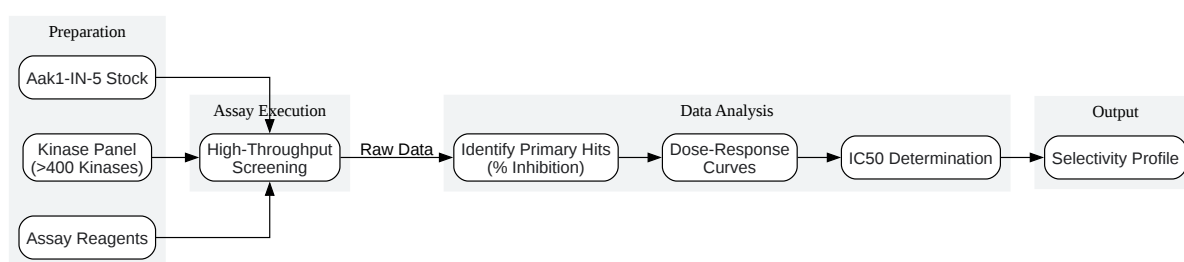 Preparation
Aak1-IN-5 Stock
Kinase Panel
(>400 Kinases)
Assay Reagents
Assay Execution
High-Throughput
Screening
Raw Data
Data Analysis
Identify Primary Hits
(% Inhibition)
Dose-Response
Curves
IC50 Determination
Output
Selectivity Profile